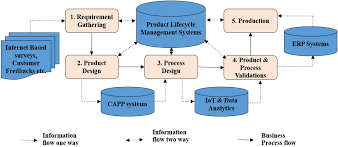 1. Requirement
Gathering
Product Lifecycle
Management Systems
5. Production
Internet Based
surveys,
Customer
Feedbacks etc.
ERP Systems
2. Product
Design
3. Process
Design
4. Product &
Process
Validations
CAPP systems
IoT & Data
Analytics
Information
flow one way
Information
flow two way
Business
Process flow